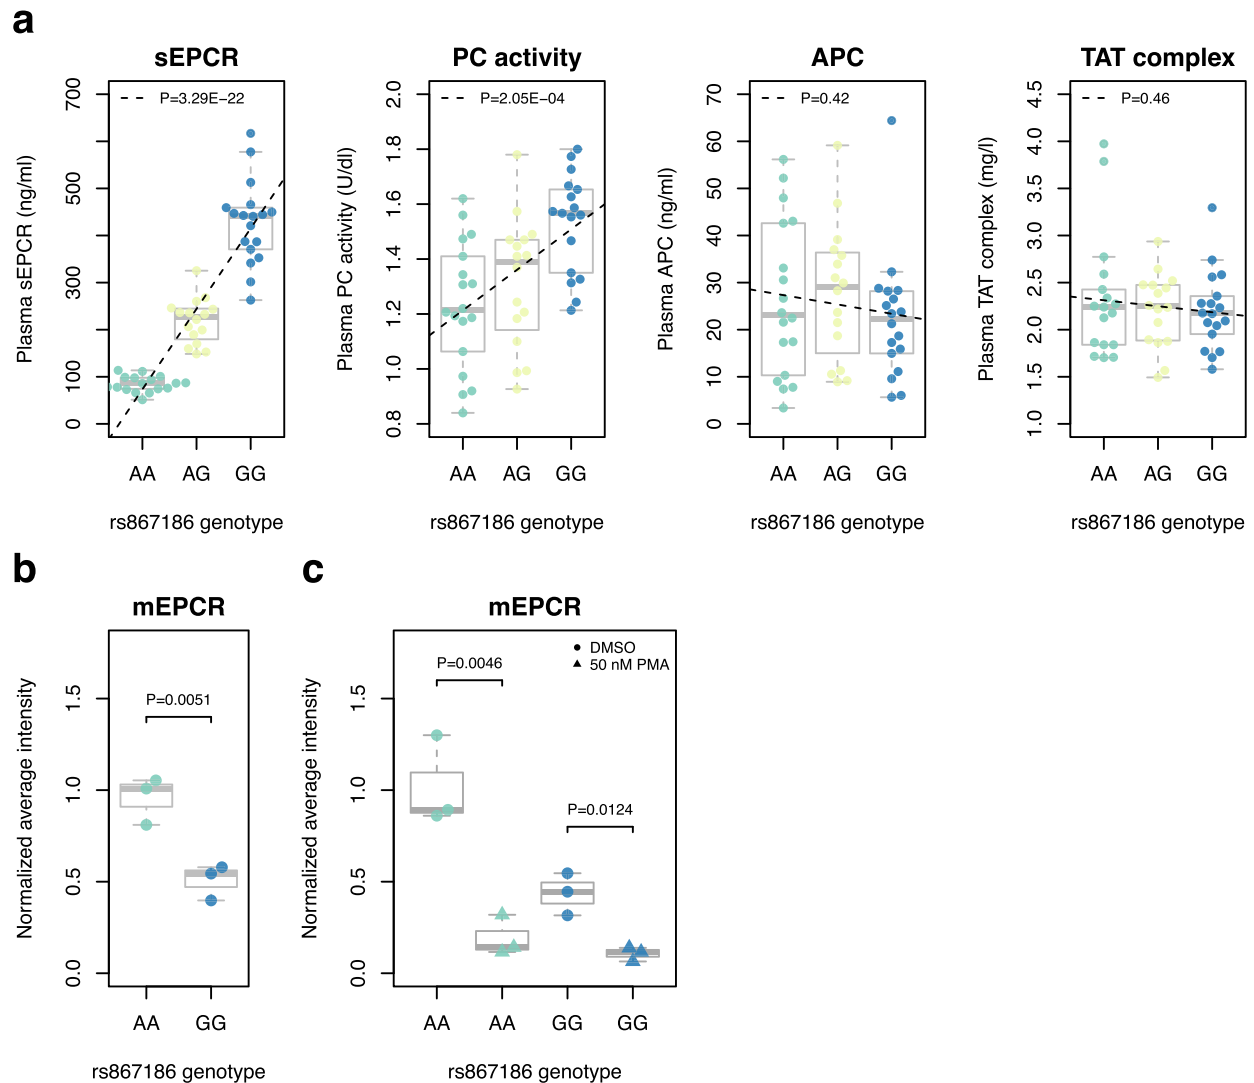 a
sEPCR
P=3.29E−22
Plasma sEPCR (ng/ml)
700
500
300
100
0
AA AG GG
rs867186 genotype
PC activity
P=2.05E−04
Plasma PC activity (U/dl)
2.0
1.8
1.6
1.4
1.2
1.0
0.8
AA AG GG
rs867186 genotype
APC
P=0.42
Plasma APC (ng/ml)
70
60
50
40
30
20
10
0
AA AG GG
rs867186 genotype
TAT complex
P=0.46
Plasma TAT complex (mg/l)
4.5
4.0
3.5
3.0
2.5
2.0
1.5
1.0
AA AG GG
rs867186 genotype
b
mEPCR
P=0.0051
Normalized average intensity
1.5
1.0
0.5
0.0
AA GG
rs867186 genotype
c
mEPCR
DMSO
50 nM PMA
P=0.0046
P=0.0124
Normalized average intensity
1.5
1.0
0.5
0.0
AA AA GG GG
rs867186 genotype